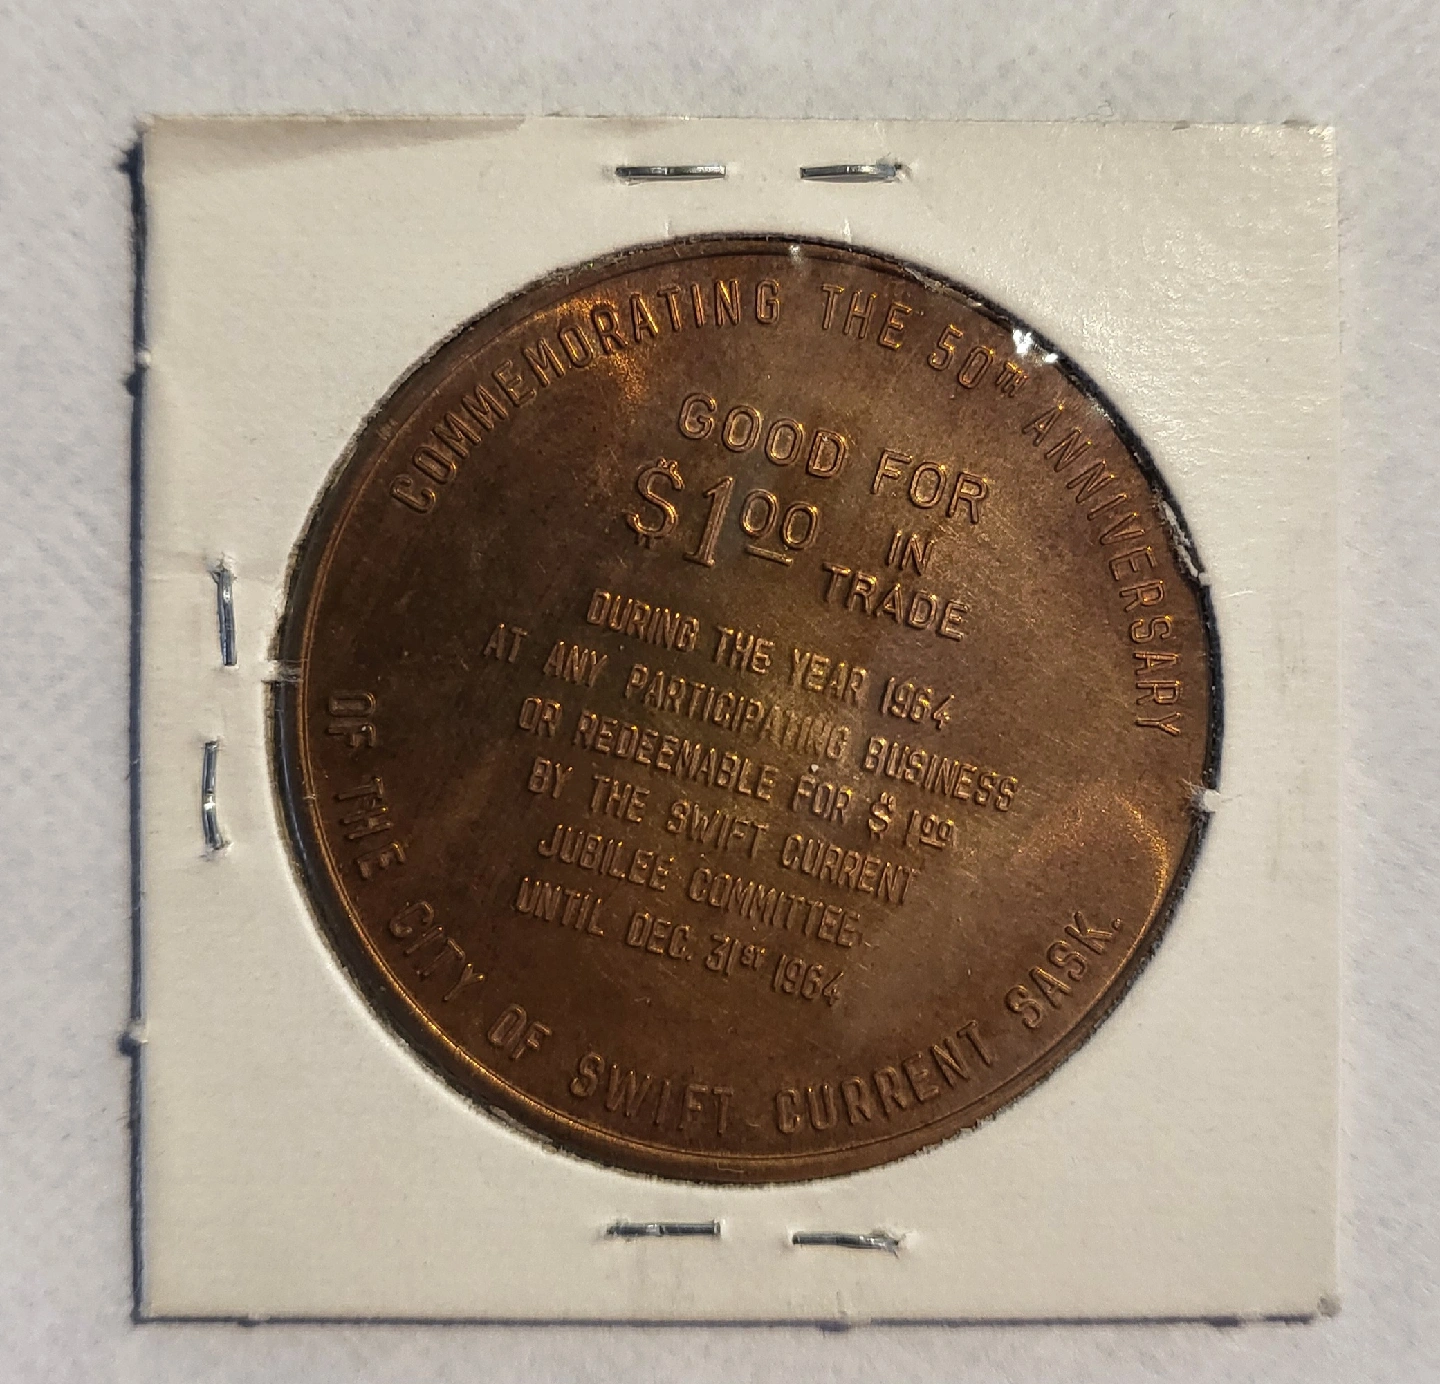 COMMEMORATING THE 50TH ANNIVERSARY
GOOD FOR
$100 IN
TRADE
DURING THE YEAR 1964
AT ANY PARTICIPATING BUSINESS
OR REDEEMABLE FOR $1.00
BY THE SWIFT CURRENT
JUBILEE COMMITTEE
UNTIL DEC. 31st 1964
OF THE CITY OF SWIFT CURRENT SASK.